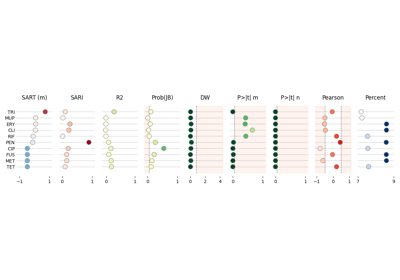 SART (m) SARI R2 Prob(JB) DW P>|t| m P>|t| n Pearson Percent
TRI
MUP
ERY
CLI
RIF
PEN
CIP
FUS
MET
TET
−1 1 0 1 0 1 0 1 0 2 4 0 1 0 1 −1 0 1 7 9